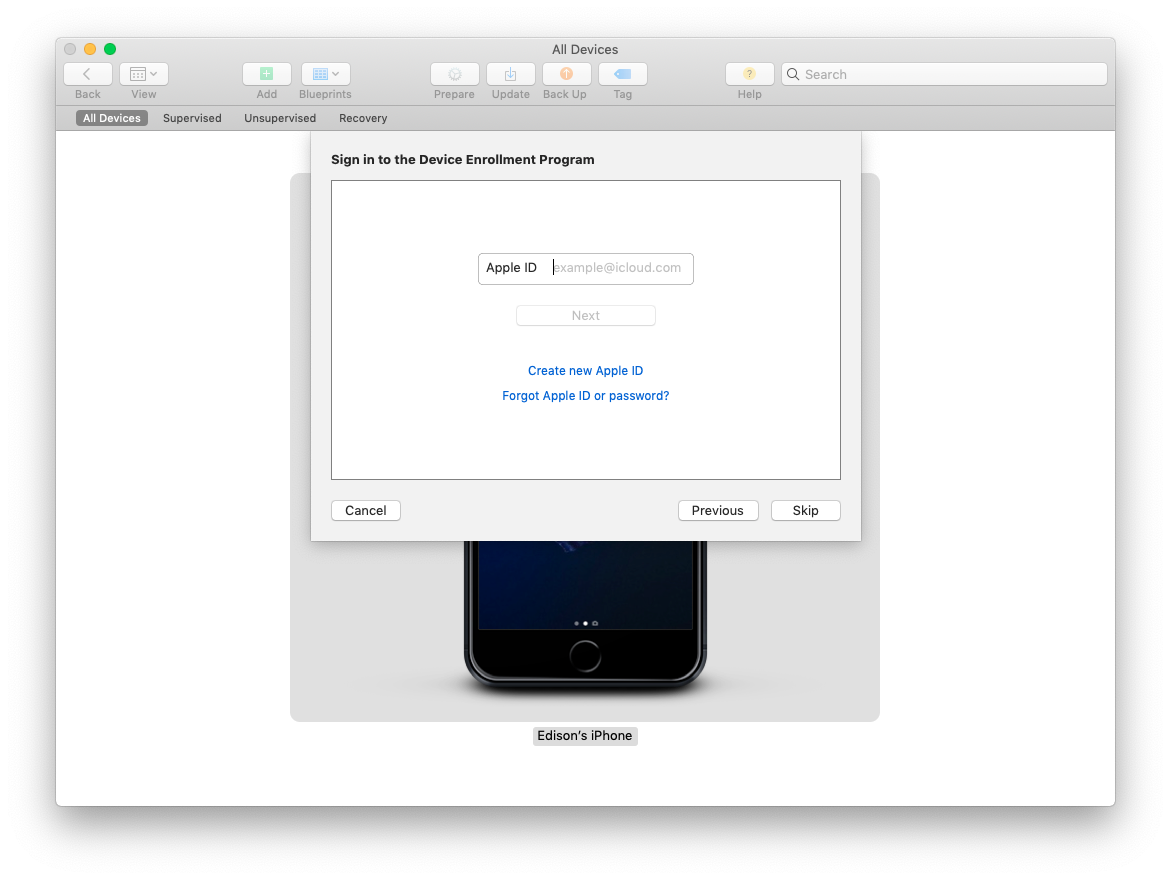 All Devices
Back View Add Blueprints Prepare Update Back Up Tag ? Help Search
All Devices Supervised Unsupervised Recovery
Sign in to the Device Enrollment Program
Apple ID example@icloud.com
Next
Create new Apple ID
Forgot Apple ID or password?
Cancel Previous Skip
Edison’s iPhone